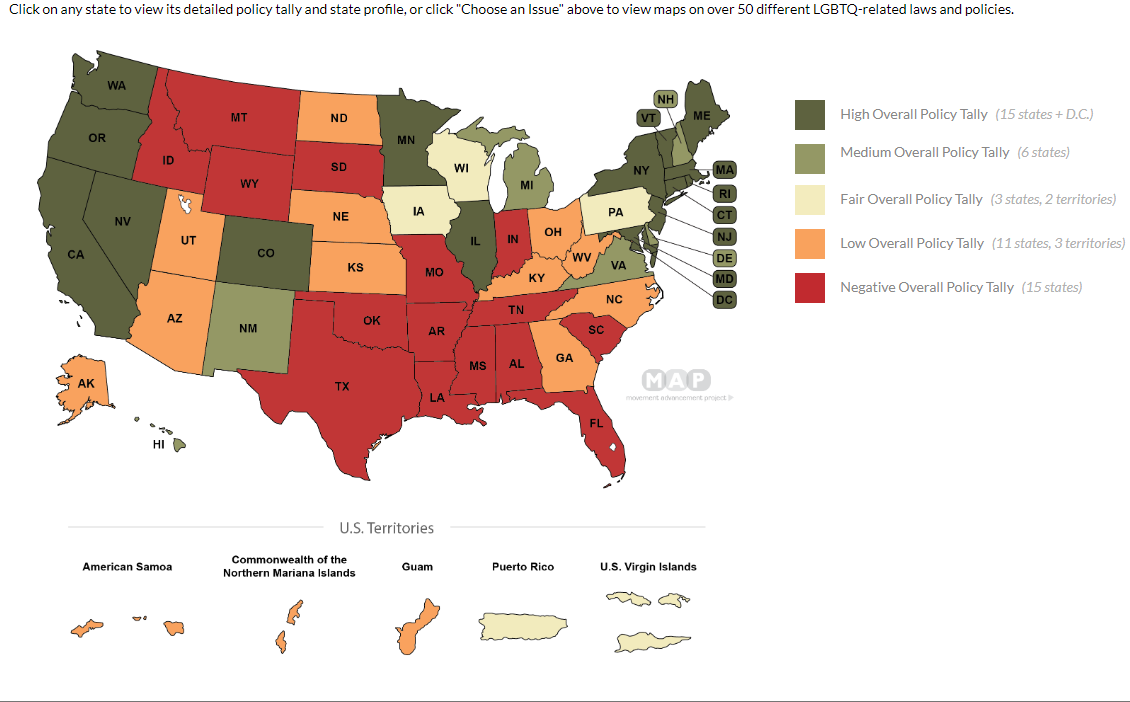 Click on any state to view its detailed policy tally and state profile, or click "Choose an Issue" above to view maps on over 50 different LGBTQ-related laws and policies.
WA
OR
ID
MT
ND
MN
WI
MI
NH
VT
ME
NY
MA
RI
CT
NJ
DE
MD
DC
CA
NV
WY
SD
NE
IA
IL
IN
OH
PA
UT
CO
KS
MO
KY
WV
VA
AZ
NM
OK
AR
TN
NC
SC
TX
LA
MS
AL
GA
FL
AK
HI
MAP
movement advancement project
High Overall Policy Tally (15 states + D.C.)
Medium Overall Policy Tally (6 states)
Fair Overall Policy Tally (3 states, 2 territories)
Low Overall Policy Tally (11 states, 3 territories)
Negative Overall Policy Tally (15 states)
U.S. Territories
American Samoa
Commonwealth of the
Northern Mariana Islands
Guam
Puerto Rico
U.S. Virgin Islands